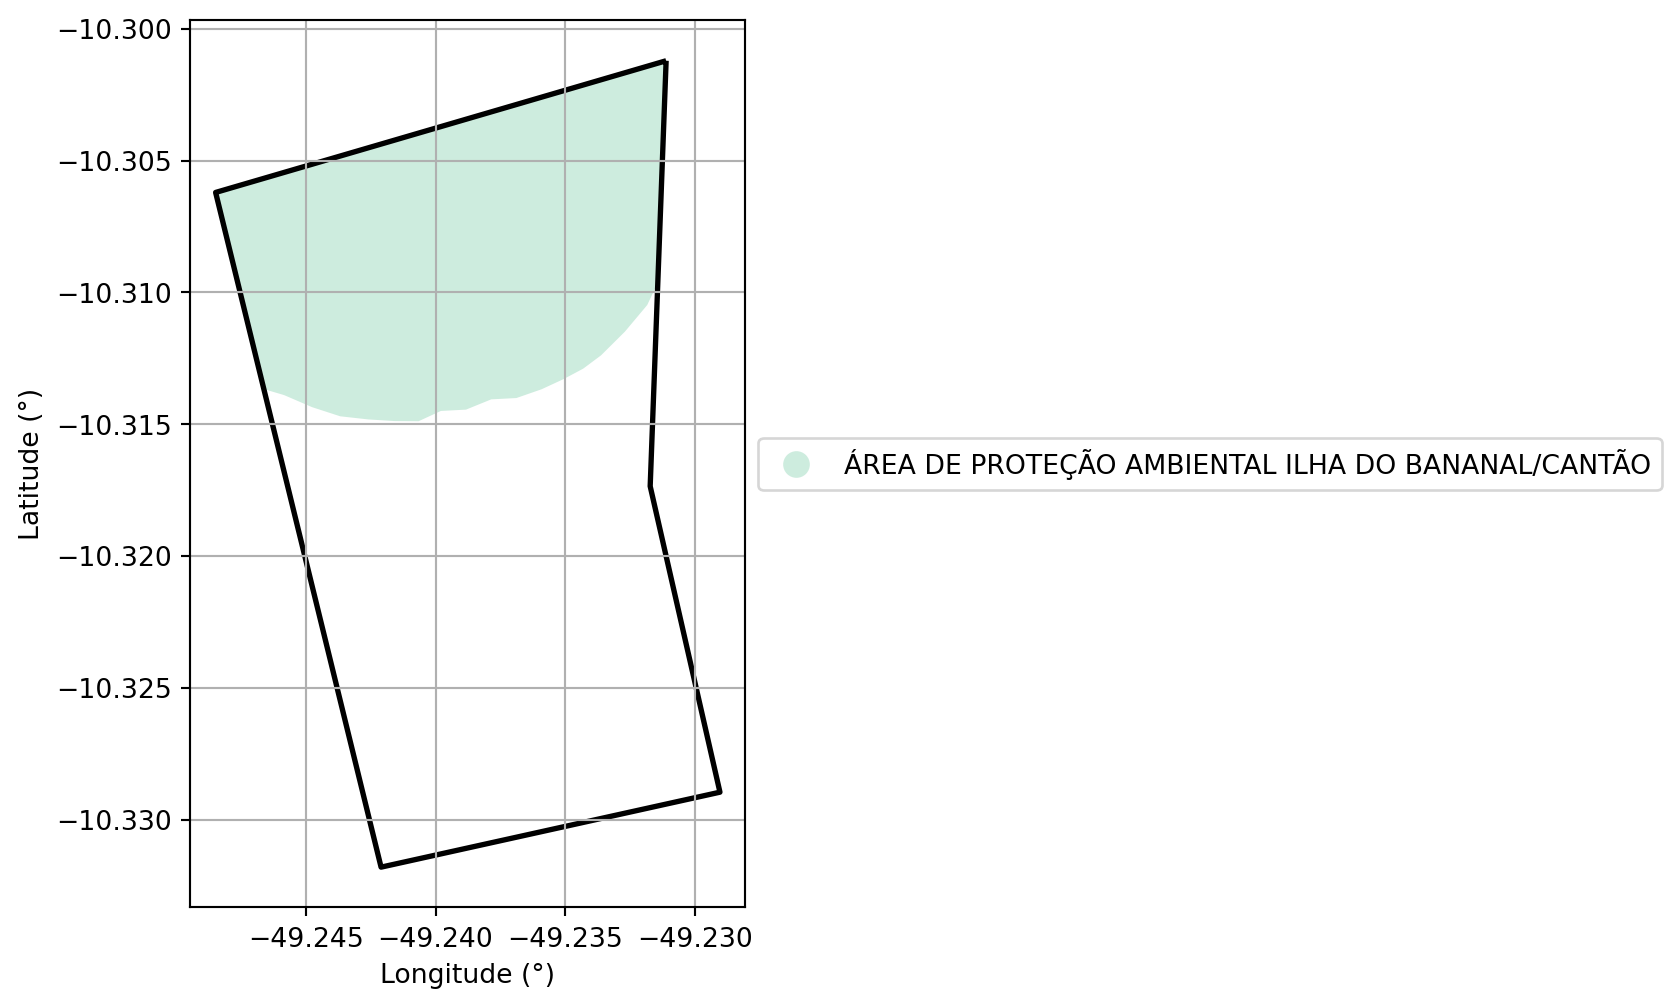 −10.300
−10.305
−10.310
−10.315
−10.320
−10.325
−10.330
Latitude (°)
−49.245 −49.240 −49.235 −49.230
Longitude (°)
ÁREA DE PROTEÇÃO AMBIENTAL ILHA DO BANANAL/CANTÃO